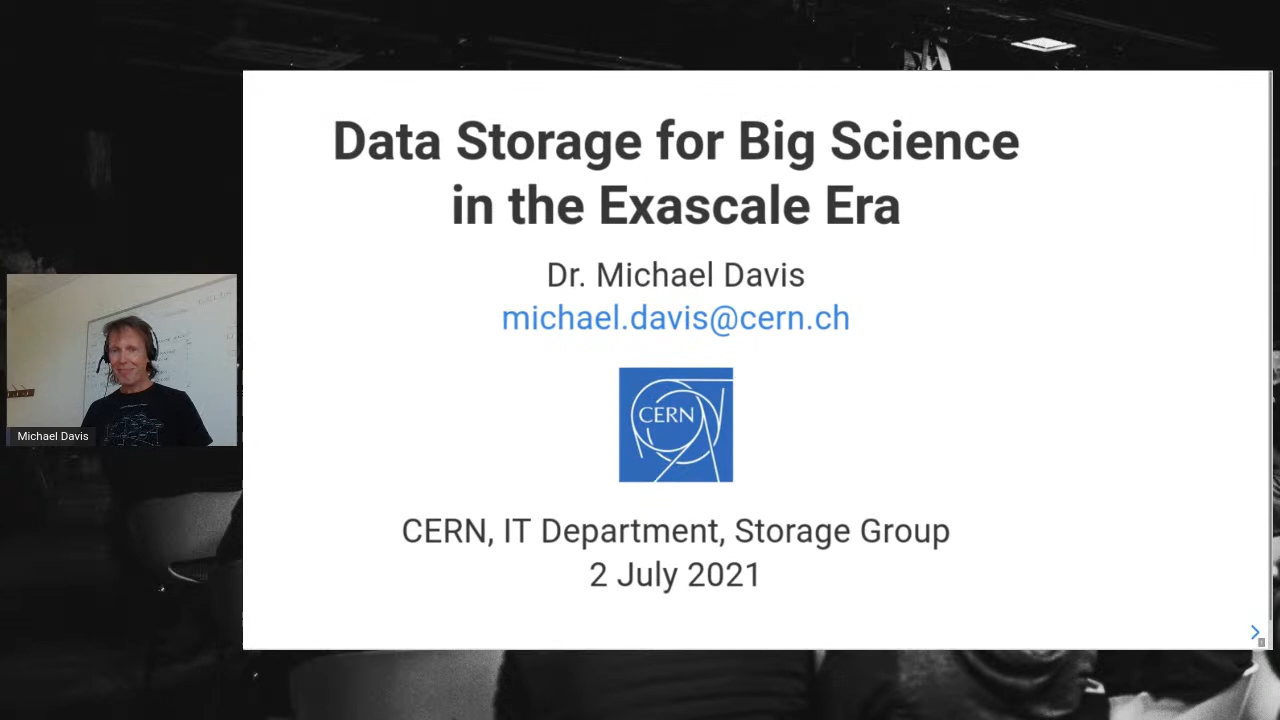 Data Storage for Big Science
in the Exascale Era
Dr. Michael Davis
michael.davis@cern.ch
CERN
CERN, IT Department, Storage Group
2 July 2021
Michael Davis